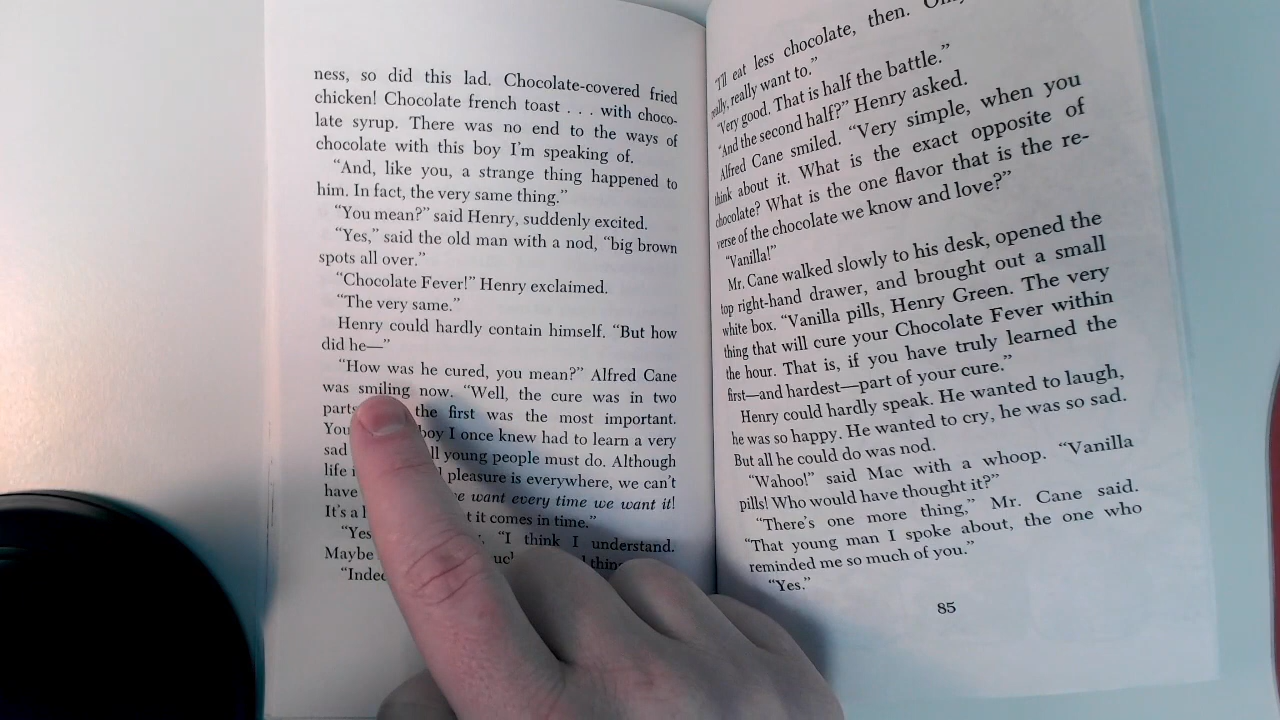 ness, so did this lad. Chocolate-covered fried
chicken! Chocolate french toast . . . with choco-
late syrup. There was no end to the ways of
chocolate with this boy I'm speaking of.
“And, like you, a strange thing happened to
him. In fact, the very same thing.”
“You mean?” said Henry, suddenly excited.
“Yes,” said the old man with a nod, “big brown
spots all over.”
“Chocolate Fever!” Henry exclaimed.
“The very same.”
Henry could hardly contain himself. “But how
did he—”
“How was he cured, you mean?” Alfred Cane
was smiling now. “Well, the cure was in two
the first was the most important.
boy I once knew had to learn a very
sad young people must do. Although
life pleasure is everywhere, we can't
have want every time we want it!
It's a it comes in time.”
“Yes “I think I understand.
Maybe
85
“I'll eat less chocolate, then.
really, really want to.”
“Very good. That is half the battle.”
“And the second half?” Henry asked.
Alfred Cane smiled. “Very simple, when you
think about it. What is the exact opposite of
chocolate? What is the one flavor that is the re-
verse of the chocolate we know and love?”
“Vanilla!”
Mr. Cane walked slowly to his desk, opened the
top right-hand drawer, and brought out a small
white box. “Vanilla pills, Henry Green. The very
thing that will cure your Chocolate Fever within
the hour. That is, if you have truly learned the
first—and hardest—part of your cure.”
Henry could hardly speak. He wanted to laugh,
he was so happy. He wanted to cry, he was so sad.
But all he could do was nod.
“Wahoo!” said Mac with a whoop. “Vanilla
pills! Who would have thought it?”
“There's one more thing,” Mr. Cane said.
“That young man I spoke about, the one who
reminded me so much of you.”
“Yes.”